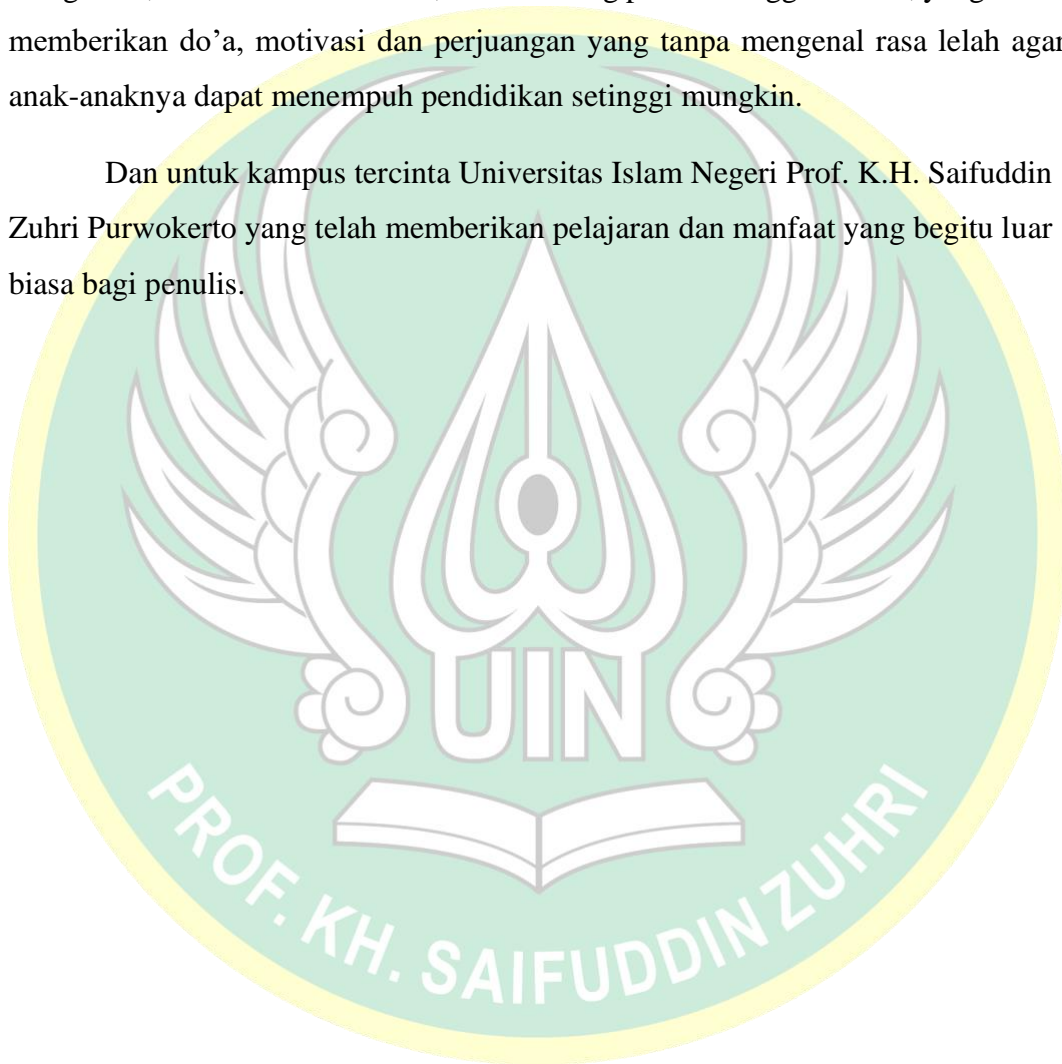 memberikan do’a, motivasi dan perjuangan yang tanpa mengenal rasa lelah agar
anak-anaknya dapat menempuh pendidikan setinggi mungkin.
Dan untuk kampus tercinta Universitas Islam Negeri Prof. K.H. Saifuddin
Zuhri Purwokerto yang telah memberikan pelajaran dan manfaat yang begitu luar
biasa bagi penulis.
UIN
PROF. KH. SAIFUDDIN ZUHRI